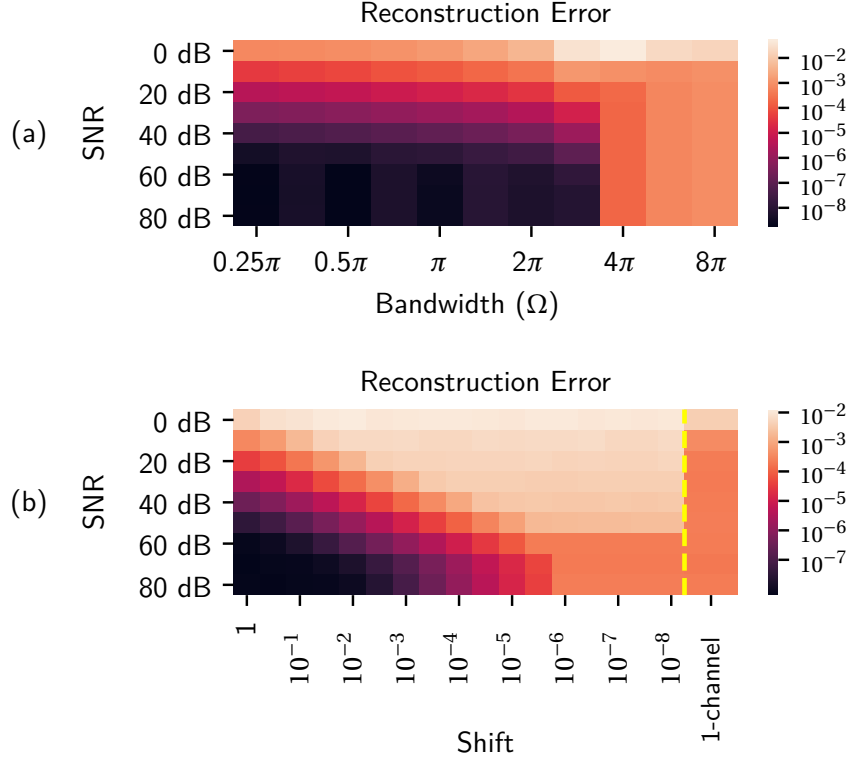 Reconstruction Error
(a)
SNR
0 dB
20 dB
40 dB
60 dB
80 dB
0.25π 0.5π π 2π 4π 8π
Bandwidth (Ω)
10⁻²
10⁻³
10⁻⁴
10⁻⁵
10⁻⁶
10⁻⁷
10⁻⁸
Reconstruction Error
(b)
SNR
0 dB
20 dB
40 dB
60 dB
80 dB
1 10⁻¹ 10⁻² 10⁻³ 10⁻⁴ 10⁻⁵ 10⁻⁶ 10⁻⁷ 10⁻⁸ 1-channel
Shift
10⁻²
10⁻³
10⁻⁴
10⁻⁵
10⁻⁶
10⁻⁷